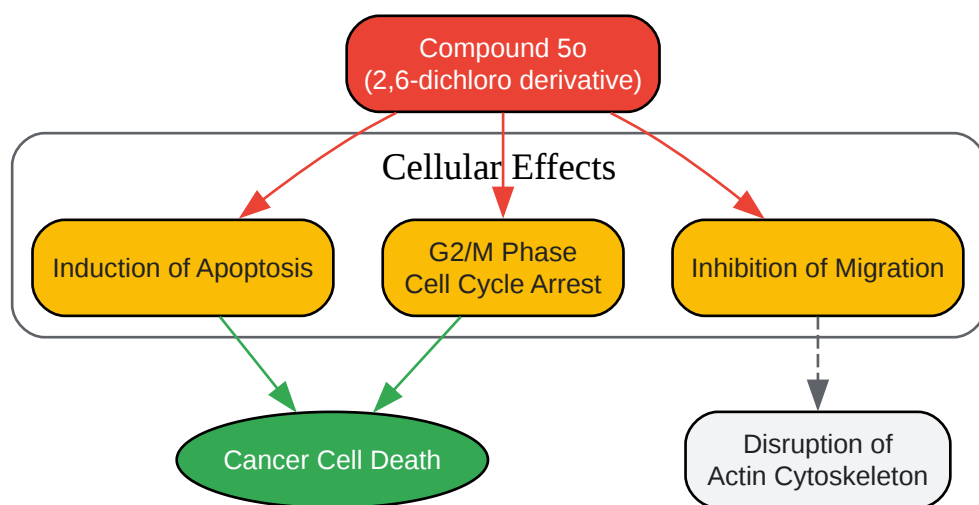 Compound 5o
(2,6-dichloro derivative)
Cellular Effects
Induction of Apoptosis
G2/M Phase
Cell Cycle Arrest
Inhibition of Migration
Cancer Cell Death
Disruption of
Actin Cytoskeleton